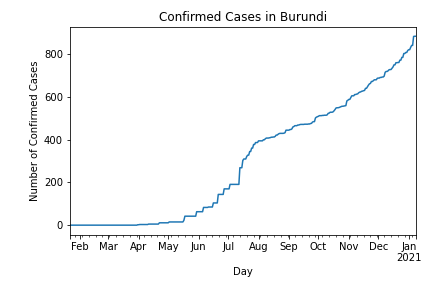 Confirmed Cases in Burundi
800
600
400
200
0
Number of Confirmed Cases
Feb Mar Apr May Jun Jul Aug Sep Oct Nov Dec Jan
2021
Day